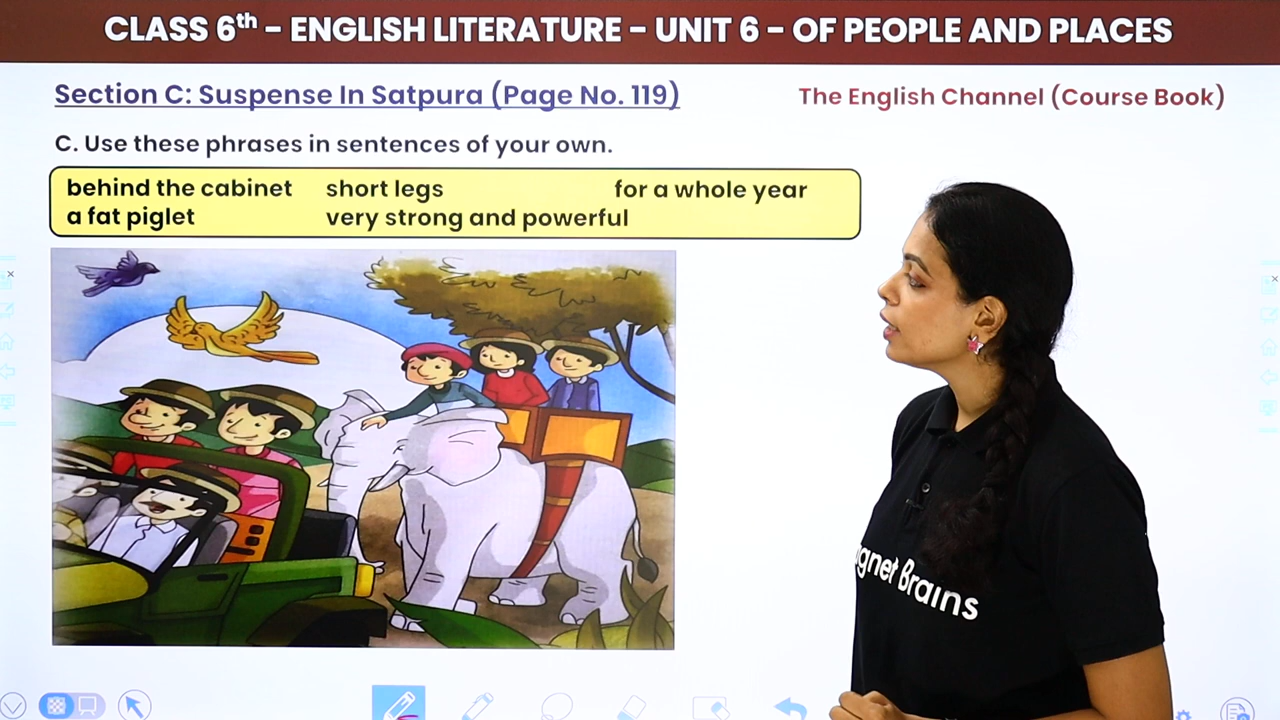 CLASS 6th – ENGLISH LITERATURE – UNIT 6 – OF PEOPLE AND PLACES
Section C: Suspense In Satpura (Page No. 119)
The English Channel (Course Book)
C. Use these phrases in sentences of your own.
behind the cabinet short legs for a whole year
a fat piglet very strong and powerful
Brains